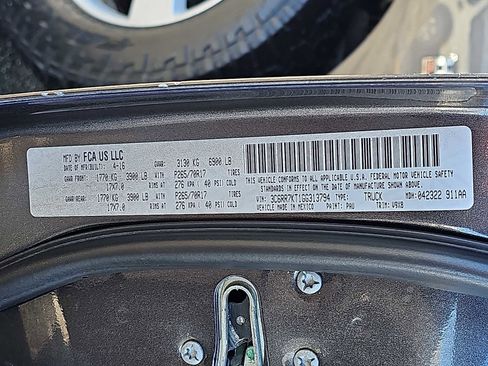 MFD BY FCA US LLC
DATE OF MFR(BUILT): 4-16 GVWR: 3130 KG 6900 LB
GAWR FRONT: 1770 KG 3900 LB WITH TIRES P265/70R17
17X7.0 RIMS AT 276 KPA ( 40 PSI) COLD
GAWR REAR: 1770 KG 3900 LB WITH TIRES P265/70R17
17X7.0 RIMS AT 276 KPA ( 40 PSI) COLD
THIS VEHICLE CONFORMS TO ALL APPLICABLE U.S.A. FEDERAL MOTOR VEHICLE SAFETY
STANDARDS IN EFFECT ON THE DATE OF MANUFACTURE SHOWN ABOVE.
VIN: 3C6RR7KT1GG313794 TYPE: TRUCK MDH: 042322 911AA
VEHICLE MADE IN MEXICO PAINT: PAU TRIM: V9X8